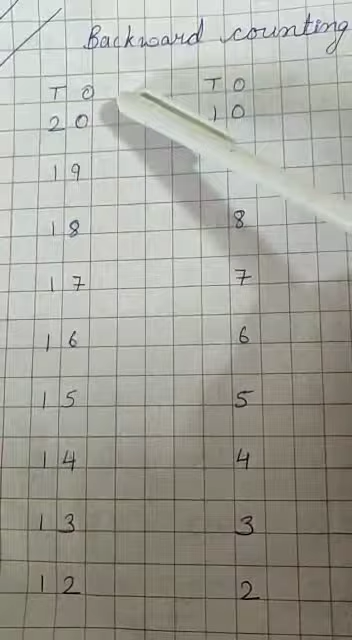 Backward counting
T O T O
2 0 1 0
1 9
1 8 8
1 7 7
1 6 6
1 5 5
1 4 4
1 3 3
1 2 2